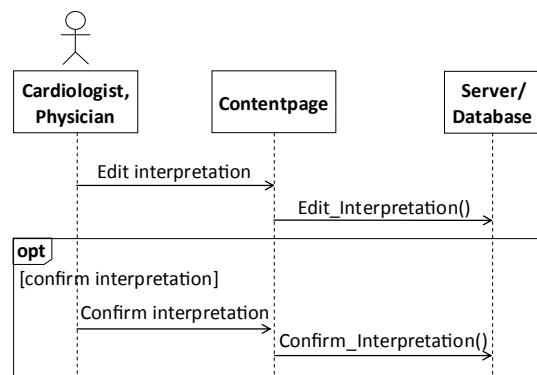 Cardiologist,
Physician
Contentpage
Server/
Database
Edit interpretation
Edit_Interpretation()
opt
[confirm interpretation]
Confirm interpretation
Confirm_Interpretation()